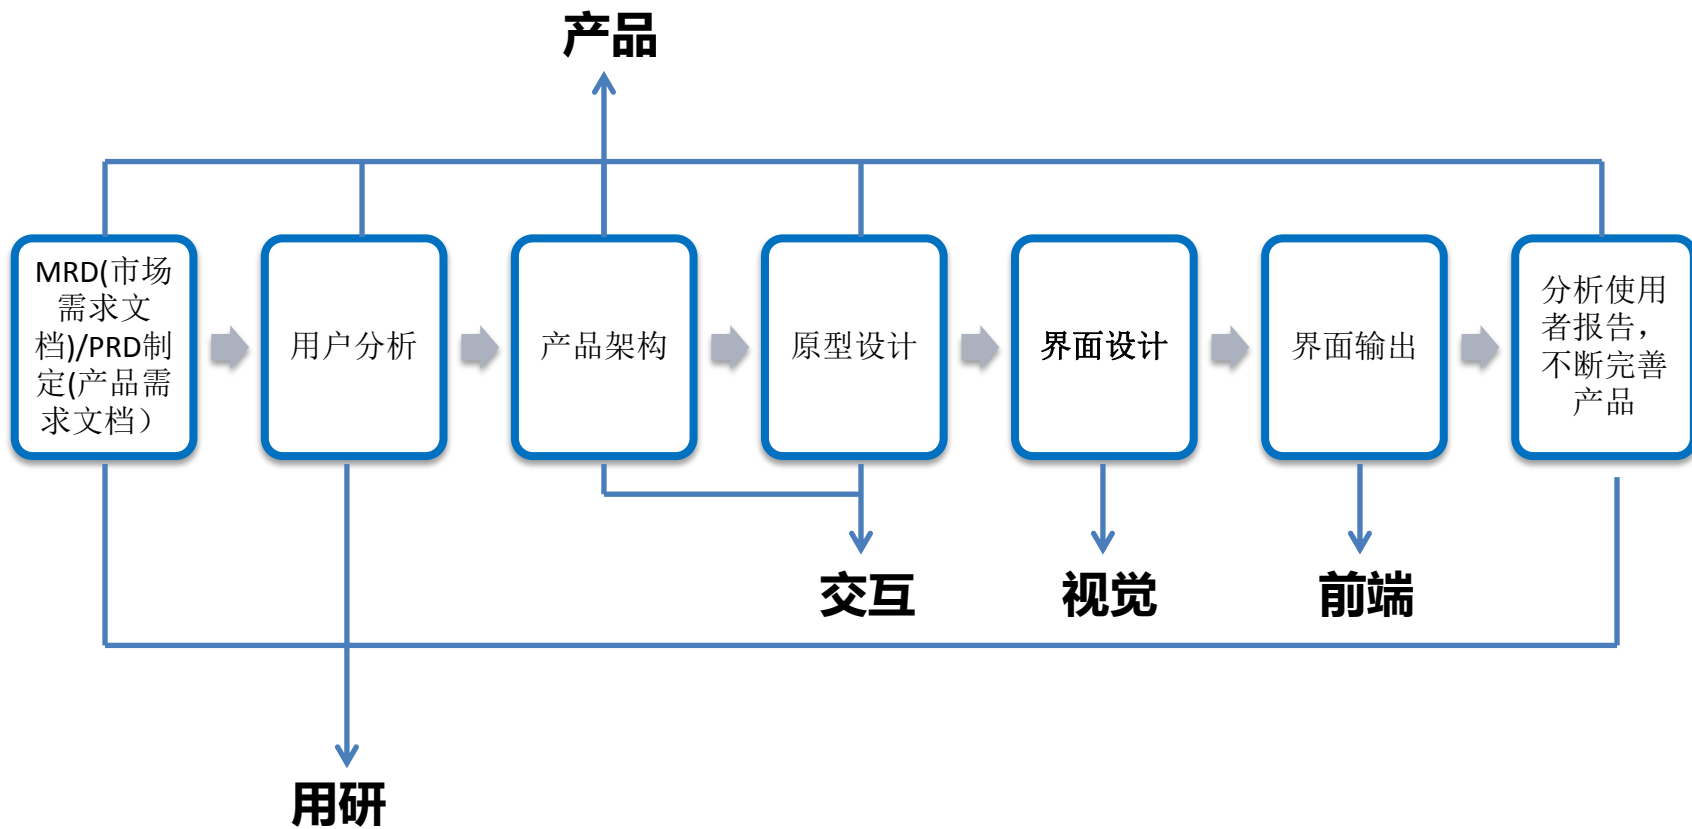 产品
MRD(市场
需求文
档)/PRD制
定(产品需
求文档）
用户分析
产品架构
原型设计
界面设计
界面输出
分析使用
者报告，
不断完善
产品
交互
视觉
前端
用研